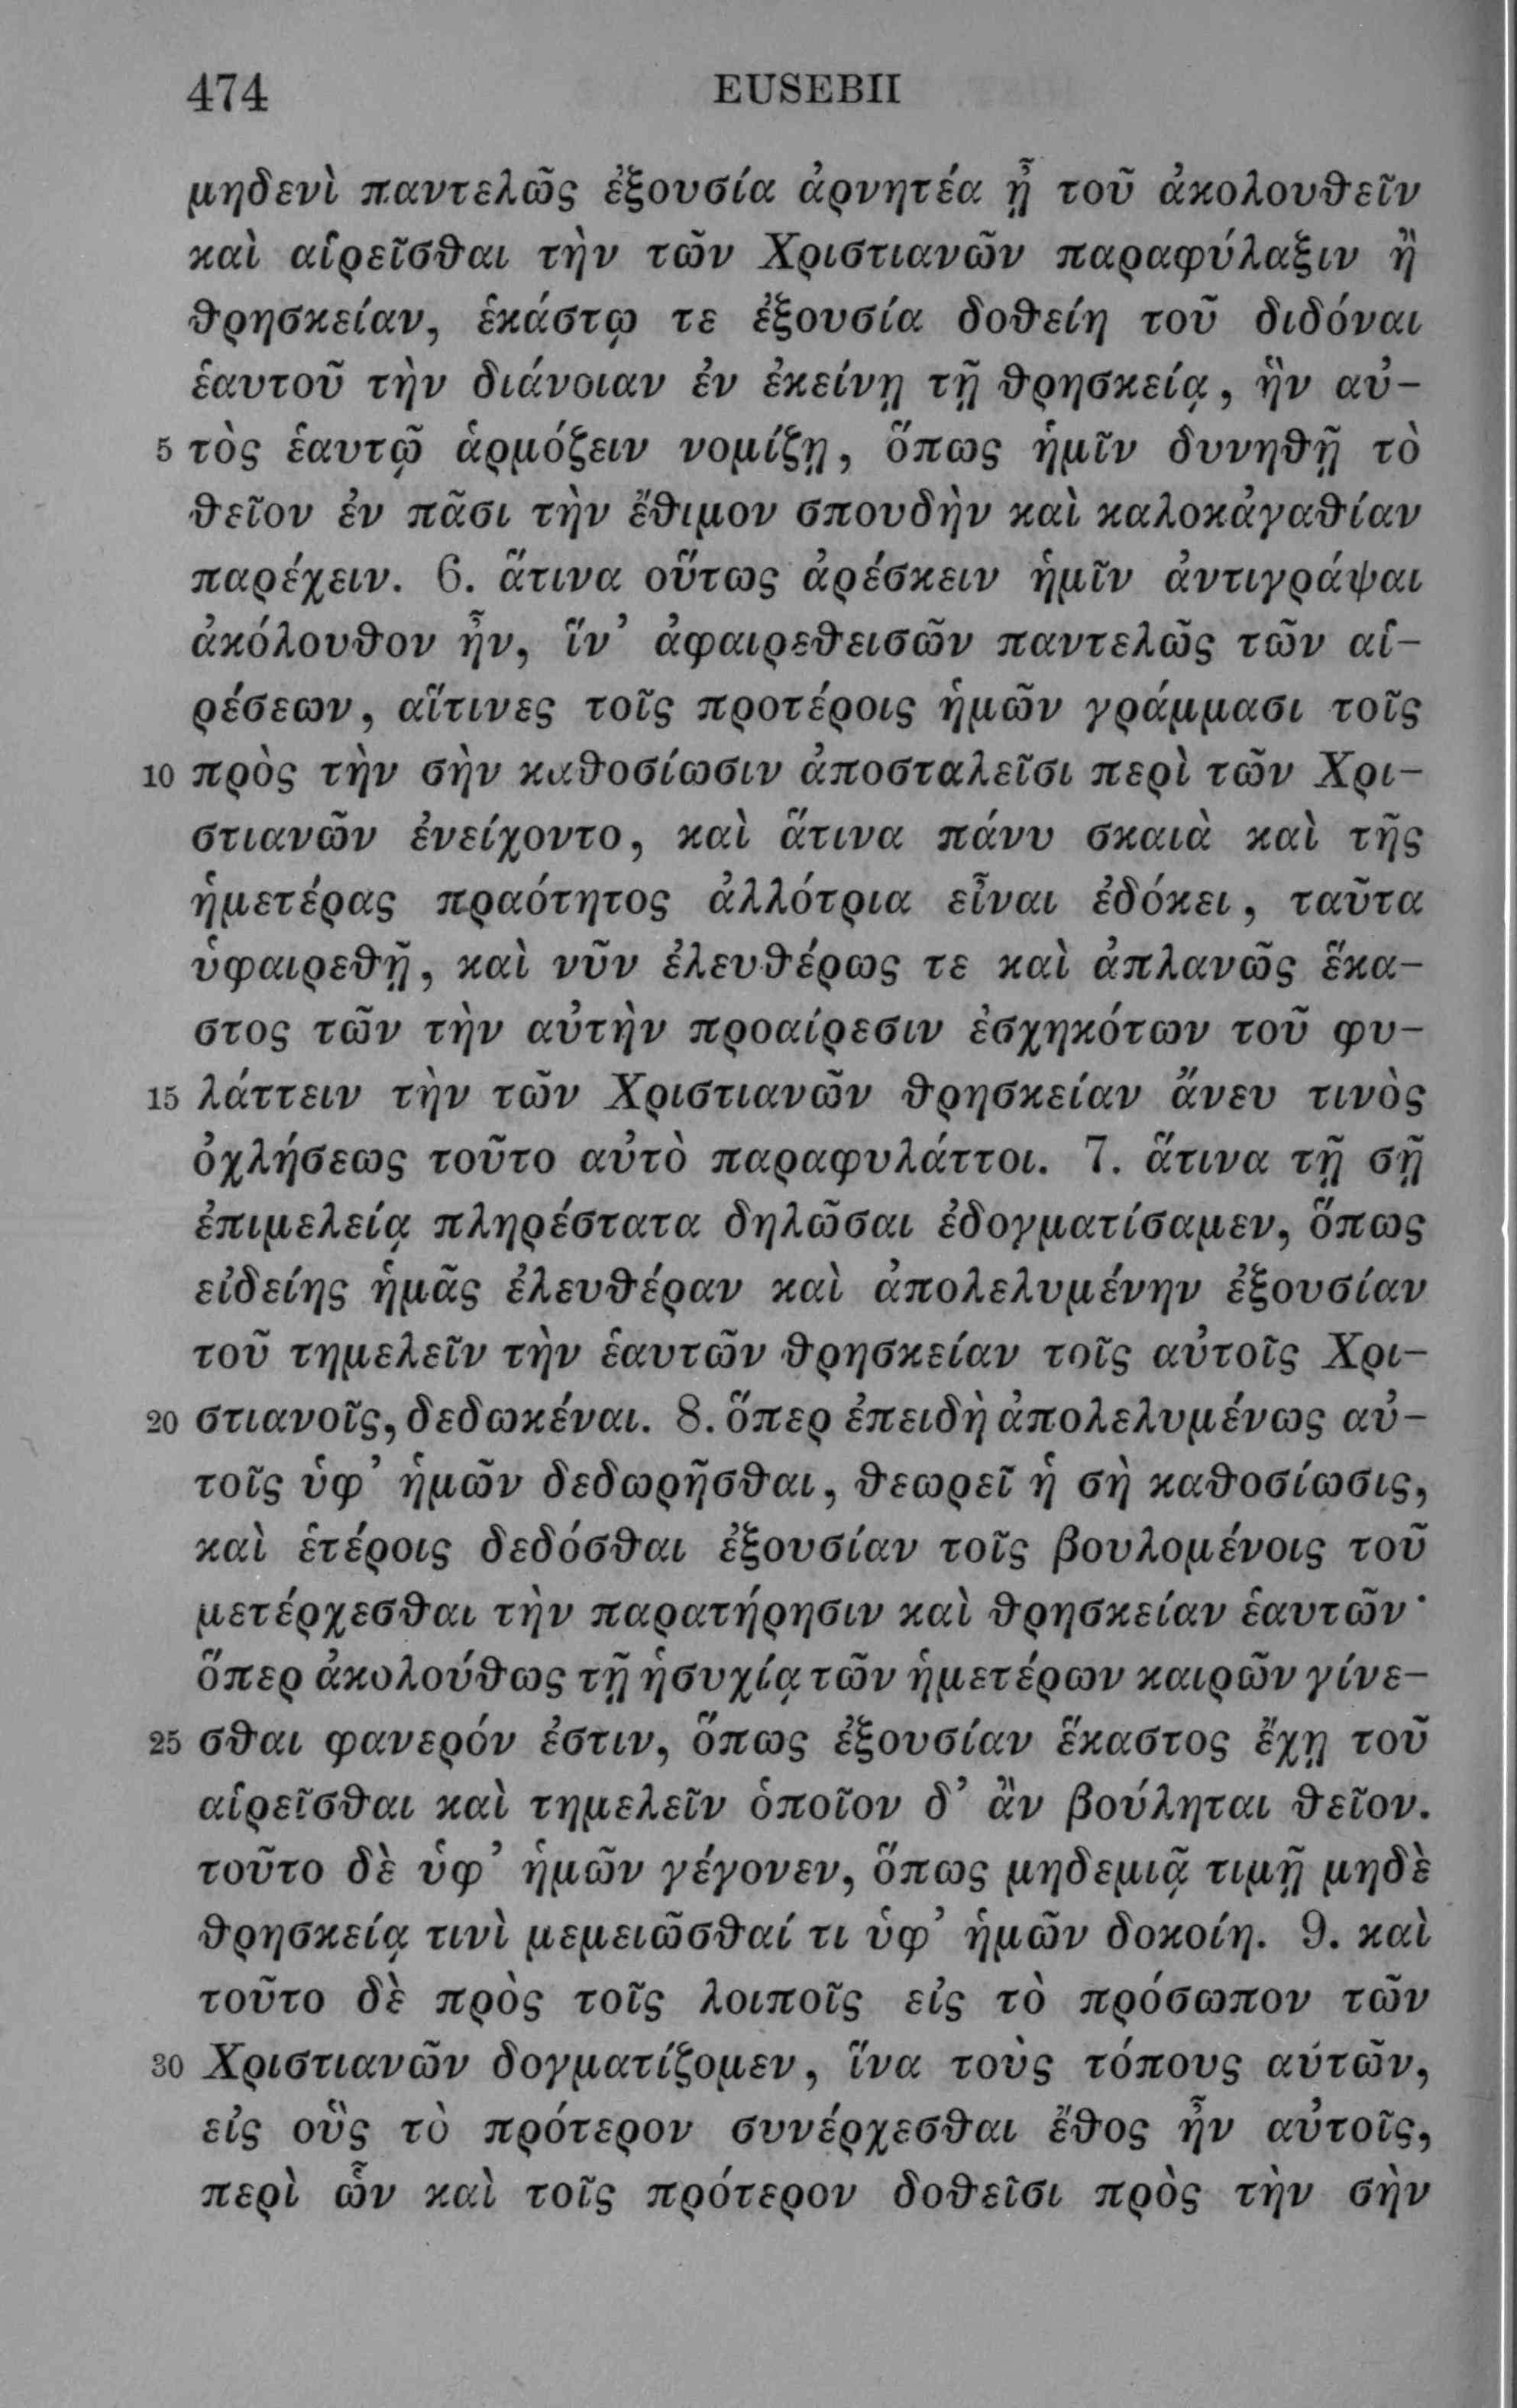 474 EUSEBII
μηδενὶ παντελῶς ἐξουσία ἀρνητέα ᾖ τοῦ ἀκολουθεῖν
καὶ αἱρεῖσθαι τὴν τῶν Χριστιανῶν παραφύλαξιν ἢ
θρησκείαν, ἑκάστῳ τε ἐξουσία δοθείη τοῦ διδόναι
ἑαυτοῦ τὴν διάνοιαν ἐν ἐκείνῃ τῇ θρησκείᾳ, ἣν αὐ-
5 τὸς ἑαυτῷ ἁρμόζειν νομίζῃ, ὅπως ἡμῖν δυνηθῇ τὸ
θεῖον ἐν πᾶσι τὴν ἔθιμον σπουδὴν καὶ καλοκἀγαθίαν
παρέχειν. 6. ἅτινα οὕτως ἀρέσκειν ἡμῖν ἀντιγράψαι
ἀκόλουθον ἦν, ἵν’ ἀφαιρεθεισῶν παντελῶς τῶν αἱ-
ρέσεων, αἵτινες τοῖς προτέροις ἡμῶν γράμμασι τοῖς
10 πρὸς τὴν σὴν καθοσίωσιν ἀποσταλεῖσι περὶ τῶν Χρι-
στιανῶν ἐνείχοντο, καὶ ἅτινα πάνυ σκαιὰ καὶ τῆς
ἡμετέρας πραότητος ἀλλότρια εἶναι ἐδόκει, ταῦτα
ὑφαιρεθῇ, καὶ νῦν ἐλευθέρως τε καὶ ἁπλανῶς ἕκα-
στος τῶν τὴν αὐτὴν προαίρεσιν ἐσχηκότων τοῦ φυ-
15 λάττειν τὴν τῶν Χριστιανῶν θρησκείαν ἄνευ τινὸς
ὀχλήσεως τοῦτο αὐτὸ παραφυλάττοι. 7. ἅτινα τῇ σῇ
ἐπιμελείᾳ πληρέστατα δηλῶσαι ἐδογματίσαμεν, ὅπως
εἰδείης ἡμᾶς ἐλευθέραν καὶ ἀπολελυμένην ἐξουσίαν
τοῦ τημελεῖν τὴν ἑαυτῶν θρησκείαν τοῖς αὐτοῖς Χρι-
20 στιανοῖς, δεδωκέναι. 8. ὅπερ ἐπειδὴ ἀπολελυμένως αὐ-
τοῖς ὑφ’ ἡμῶν δεδωρῆσθαι, θεωρεῖ ἡ σὴ καθοσίωσις,
καὶ ἑτέροις δεδόσθαι ἐξουσίαν τοῖς βουλομένοις τοῦ
μετέρχεσθαι τὴν παρατήρησιν καὶ θρησκείαν ἑαυτῶν·
ὅπερ ἀκολούθως τῇ ἡσυχίᾳ τῶν ἡμετέρων καιρῶν γίνε-
25 σθαι φανερόν ἐστιν, ὅπως ἐξουσίαν ἕκαστος ἔχῃ τοῦ
αἱρεῖσθαι καὶ τημελεῖν ὁποῖον δ’ ἂν βούληται θεῖον.
τοῦτο δὲ ὑφ’ ἡμῶν γέγονεν, ὅπως μηδεμιᾷ τιμῇ μηδὲ
θρησκείᾳ τινὶ μεμειῶσθαί τι ὑφ’ ἡμῶν δοκοίη. 9. καὶ
τοῦτο δὲ πρὸς τοῖς λοιποῖς εἰς τὸ πρόσωπον τῶν
30 Χριστιανῶν δογματίζομεν, ἵνα τοὺς τόπους αὐτῶν,
εἰς οὓς τὸ πρότερον συνέρχεσθαι ἔθος ἦν αὐτοῖς,
περὶ ὧν καὶ τοῖς πρότερον δοθεῖσι πρὸς τὴν σὴν